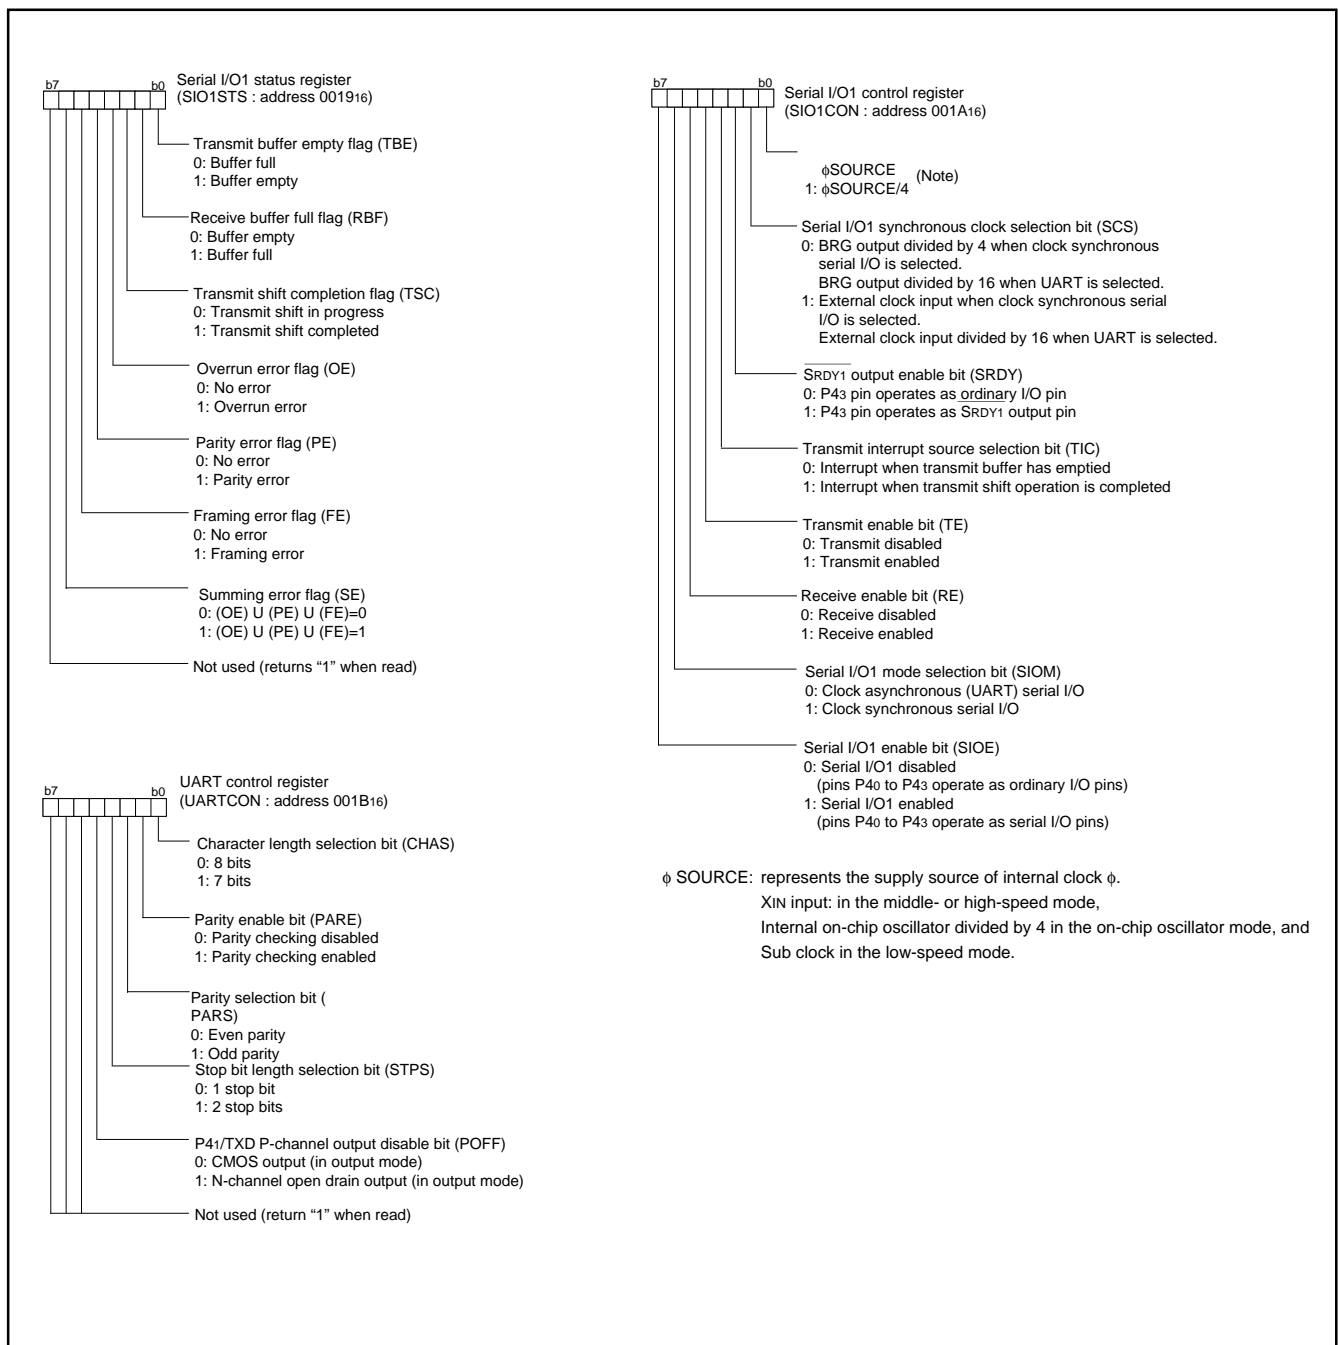 b7 b0 Serial I/O1 status register
(SIO1STS : address 001916)
Transmit buffer empty flag (TBE)
0: Buffer full
1: Buffer empty
Receive buffer full flag (RBF)
0: Buffer empty
1: Buffer full
Transmit shift completion flag (TSC)
0: Transmit shift in progress
1: Transmit shift completed
Overrun error flag (OE)
0: No error
1: Overrun error
Parity error flag (PE)
0: No error
1: Parity error
Framing error flag (FE)
0: No error
1: Framing error
Summing error flag (SE)
0: (OE) U (PE) U (FE)=0
1: (OE) U (PE) U (FE)=1
Not used (returns “1” when read)
b7 b0 UART control register
(UARTCON : address 001B16)
Character length selection bit (CHAS)
0: 8 bits
1: 7 bits
Parity enable bit (PARE)
0: Parity checking disabled
1: Parity checking enabled
Parity selection bit (
PARS)
0: Even parity
1: Odd parity
Stop bit length selection bit (STPS)
0: 1 stop bit
1: 2 stop bits
P41/TXD P-channel output disable bit (POFF)
0: CMOS output (in output mode)
1: N-channel open drain output (in output mode)
Not used (return “1” when read)
b7 b0 Serial I/O1 control register
(SIO1CON : address 001A16)
ϕSOURCE (Note)
1: ϕSOURCE/4
Serial I/O1 synchronous clock selection bit (SCS)
0: BRG output divided by 4 when clock synchronous
serial I/O is selected.
BRG output divided by 16 when UART is selected.
1: External clock input when clock synchronous serial
I/O is selected.
External clock input divided by 16 when UART is selected.
SRDY1 output enable bit (SRDY)
0: P43 pin operates as ordinary I/O pin
1: P43 pin operates as SRDY1 output pin
Transmit interrupt source selection bit (TIC)
0: Interrupt when transmit buffer has emptied
1: Interrupt when transmit shift operation is completed
Transmit enable bit (TE)
0: Transmit disabled
1: Transmit enabled
Receive enable bit (RE)
0: Receive disabled
1: Receive enabled
Serial I/O1 mode selection bit (SIOM)
0: Clock asynchronous (UART) serial I/O
1: Clock synchronous serial I/O
Serial I/O1 enable bit (SIOE)
0: Serial I/O1 disabled
(pins P40 to P43 operate as ordinary I/O pins)
1: Serial I/O1 enabled
(pins P40 to P43 operate as serial I/O pins)
ϕ SOURCE: represents the supply source of internal clock ϕ.
XIN input: in the middle- or high-speed mode,
Internal on-chip oscillator divided by 4 in the on-chip oscillator mode, and
Sub clock in the low-speed mode.